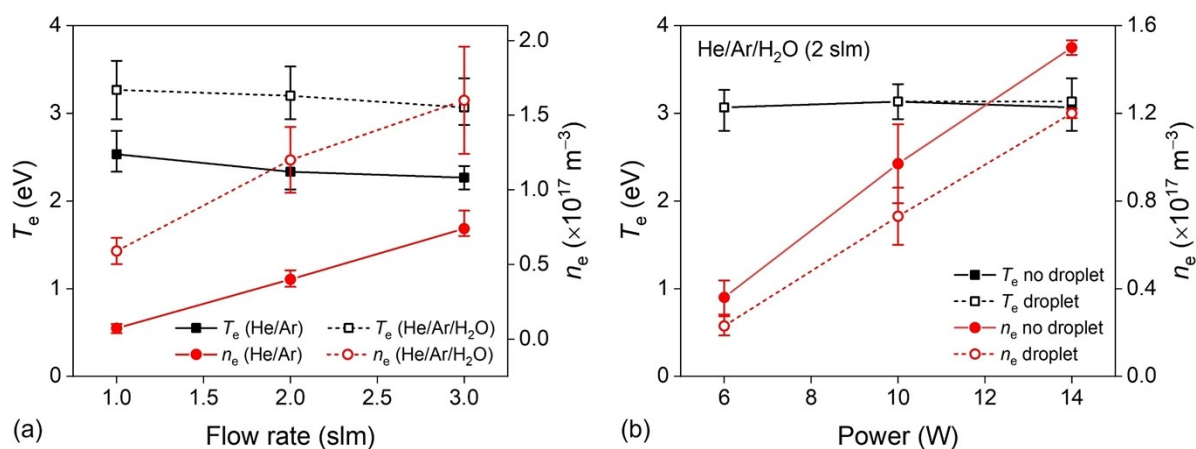 4
3
2
1
0
T_e (eV)
2.0
1.5
1.0
0.5
0.0
n_e (×10^17 m^−3)
T_e (He/Ar)
T_e (He/Ar/H_2O)
n_e (He/Ar)
n_e (He/Ar/H_2O)
1.0 1.5 2.0 2.5 3.0
(a)
Flow rate (slm)
He/Ar/H_2O (2 slm)
4
3
2
1
0
T_e (eV)
1.6
1.2
0.8
0.4
0.0
n_e (×10^17 m^−3)
T_e no droplet
T_e droplet
n_e no droplet
n_e droplet
6 8 10 12 14
(b)
Power (W)